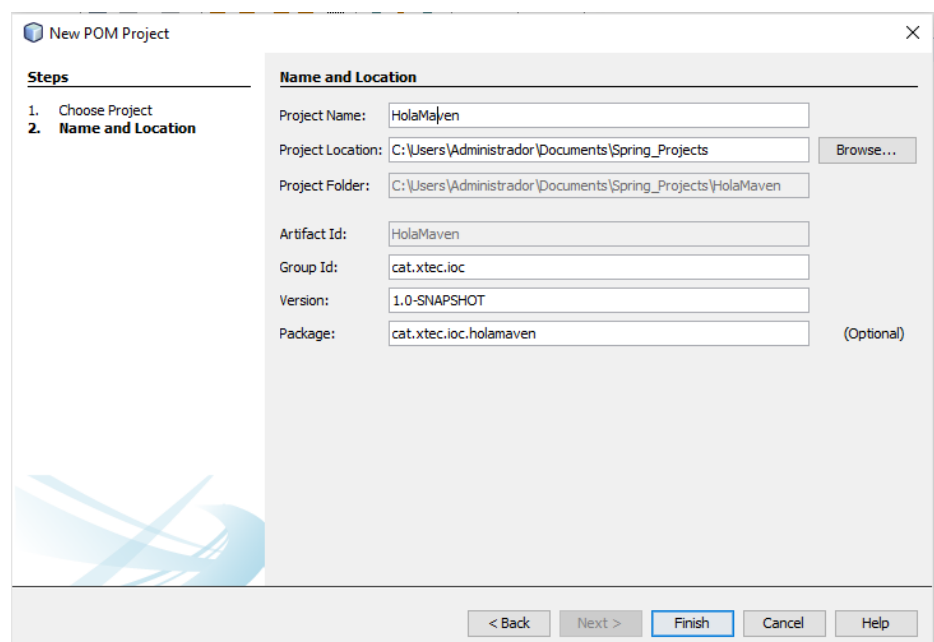 New POM Project
Steps
1. Choose Project
2. Name and Location
Name and Location
Project Name: HolaMaven
Project Location: C:\Users\Administrador\Documents\Spring_Projects Browse...
Project Folder: C:\Users\Administrador\Documents\Spring_Projects\HolaMaven
Artifact Id: HolaMaven
Group Id: cat.xtec.ioc
Version: 1.0-SNAPSHOT
Package: cat.xtec.ioc.holamaven (Optional)
< Back Next > Finish Cancel Help